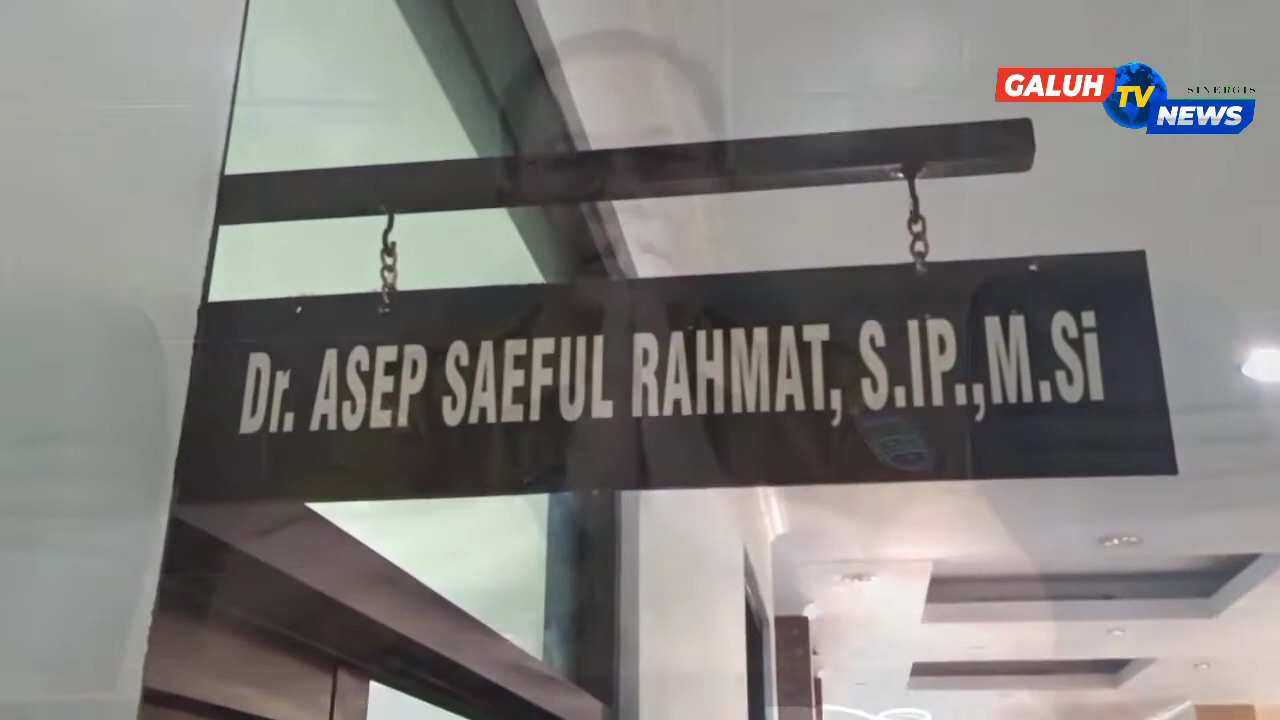 GALUH
TV
SINERGIS
NEWS
Dr. ASEP SAEFUL RAHMAT, S.IP.,M.Si